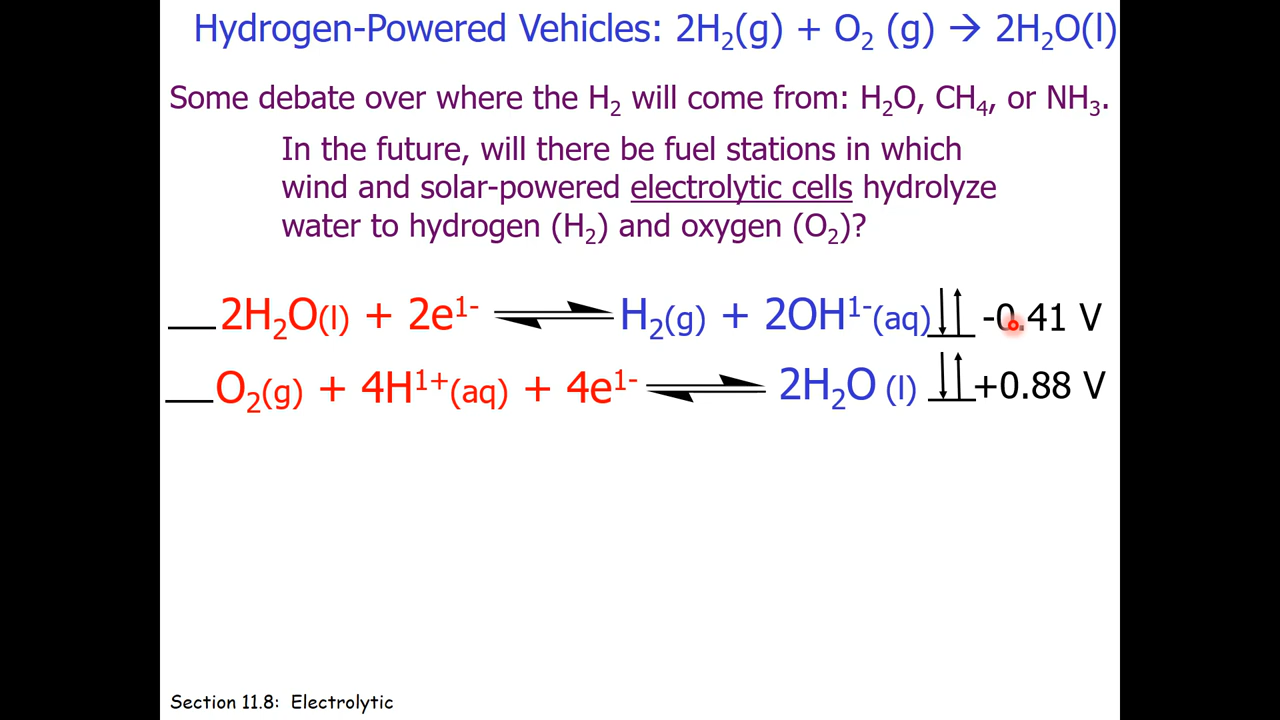 Hydrogen-Powered Vehicles: 2H₂(g) + O₂ (g) → 2H₂O(l)
Some debate over where the H₂ will come from: H₂O, CH₄, or NH₃.
In the future, will there be fuel stations in which
wind and solar-powered electrolytic cells hydrolyze
water to hydrogen (H₂) and oxygen (O₂)?
__2H₂O(l) + 2e¹⁻ ⇌ H₂(g) + 2OH¹⁻(aq) ↓↑ -0.41 V
__O₂(g) + 4H¹⁺(aq) + 4e¹⁻ ⇌ 2H₂O (l) ↓↑ +0.88 V
Section 11.8: Electrolytic